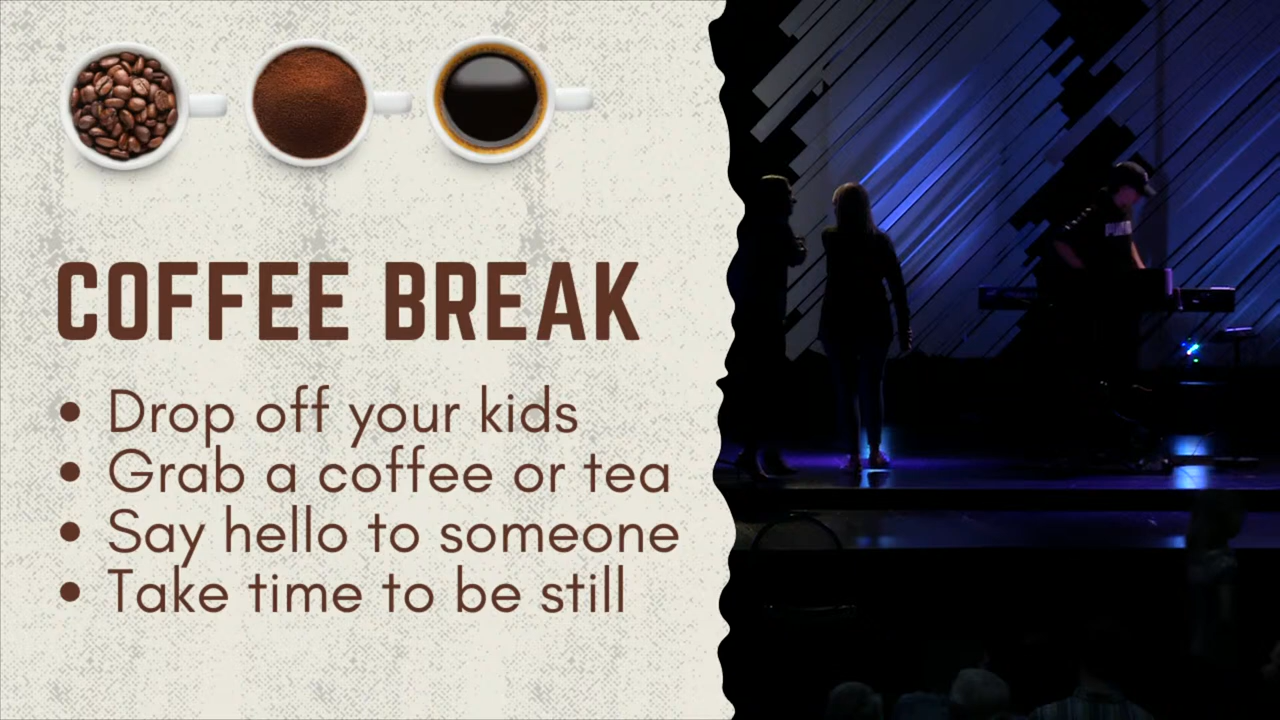 COFFEE BREAK
• Drop off your kids
• Grab a coffee or tea
• Say hello to someone
• Take time to be still